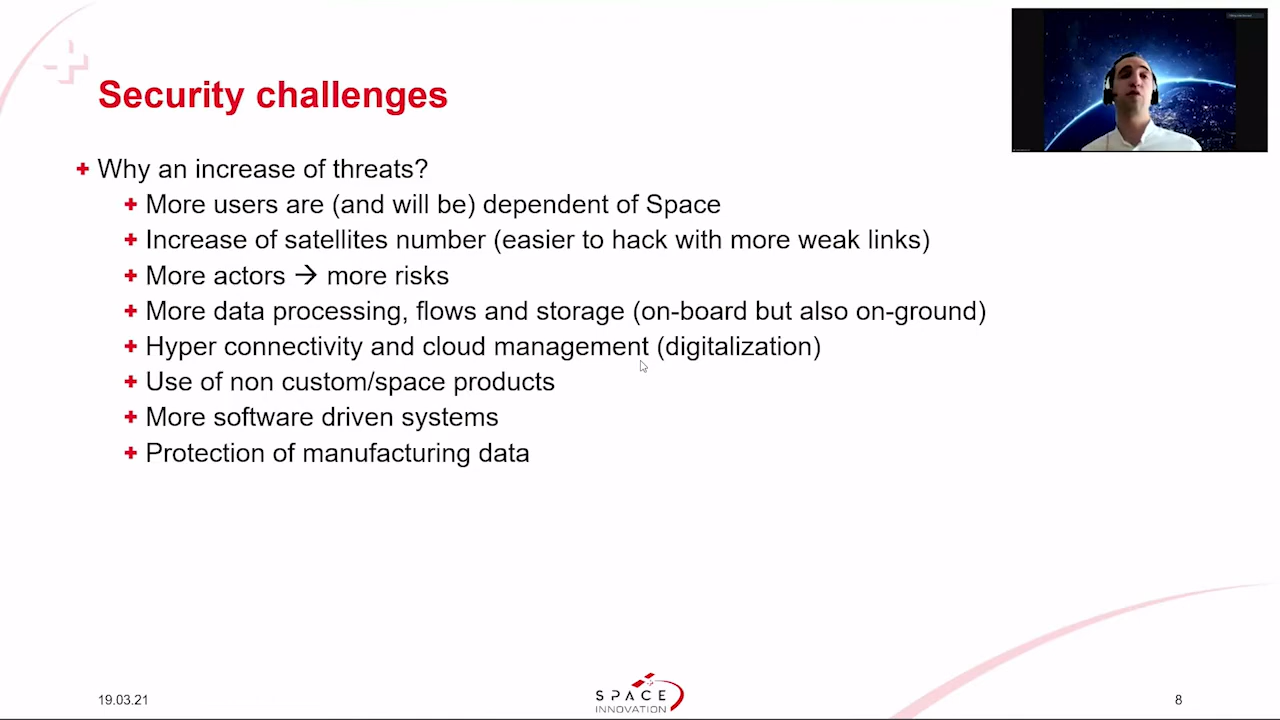 Security challenges
Why an increase of threats?
More users are (and will be) dependent of Space
Increase of satellites number (easier to hack with more weak links)
More actors → more risks
More data processing, flows and storage (on-board but also on-ground)
Hyper connectivity and cloud management (digitalization)
Use of non custom/space products
More software driven systems
Protection of manufacturing data
19.03.21
SPACE
INNOVATION
8